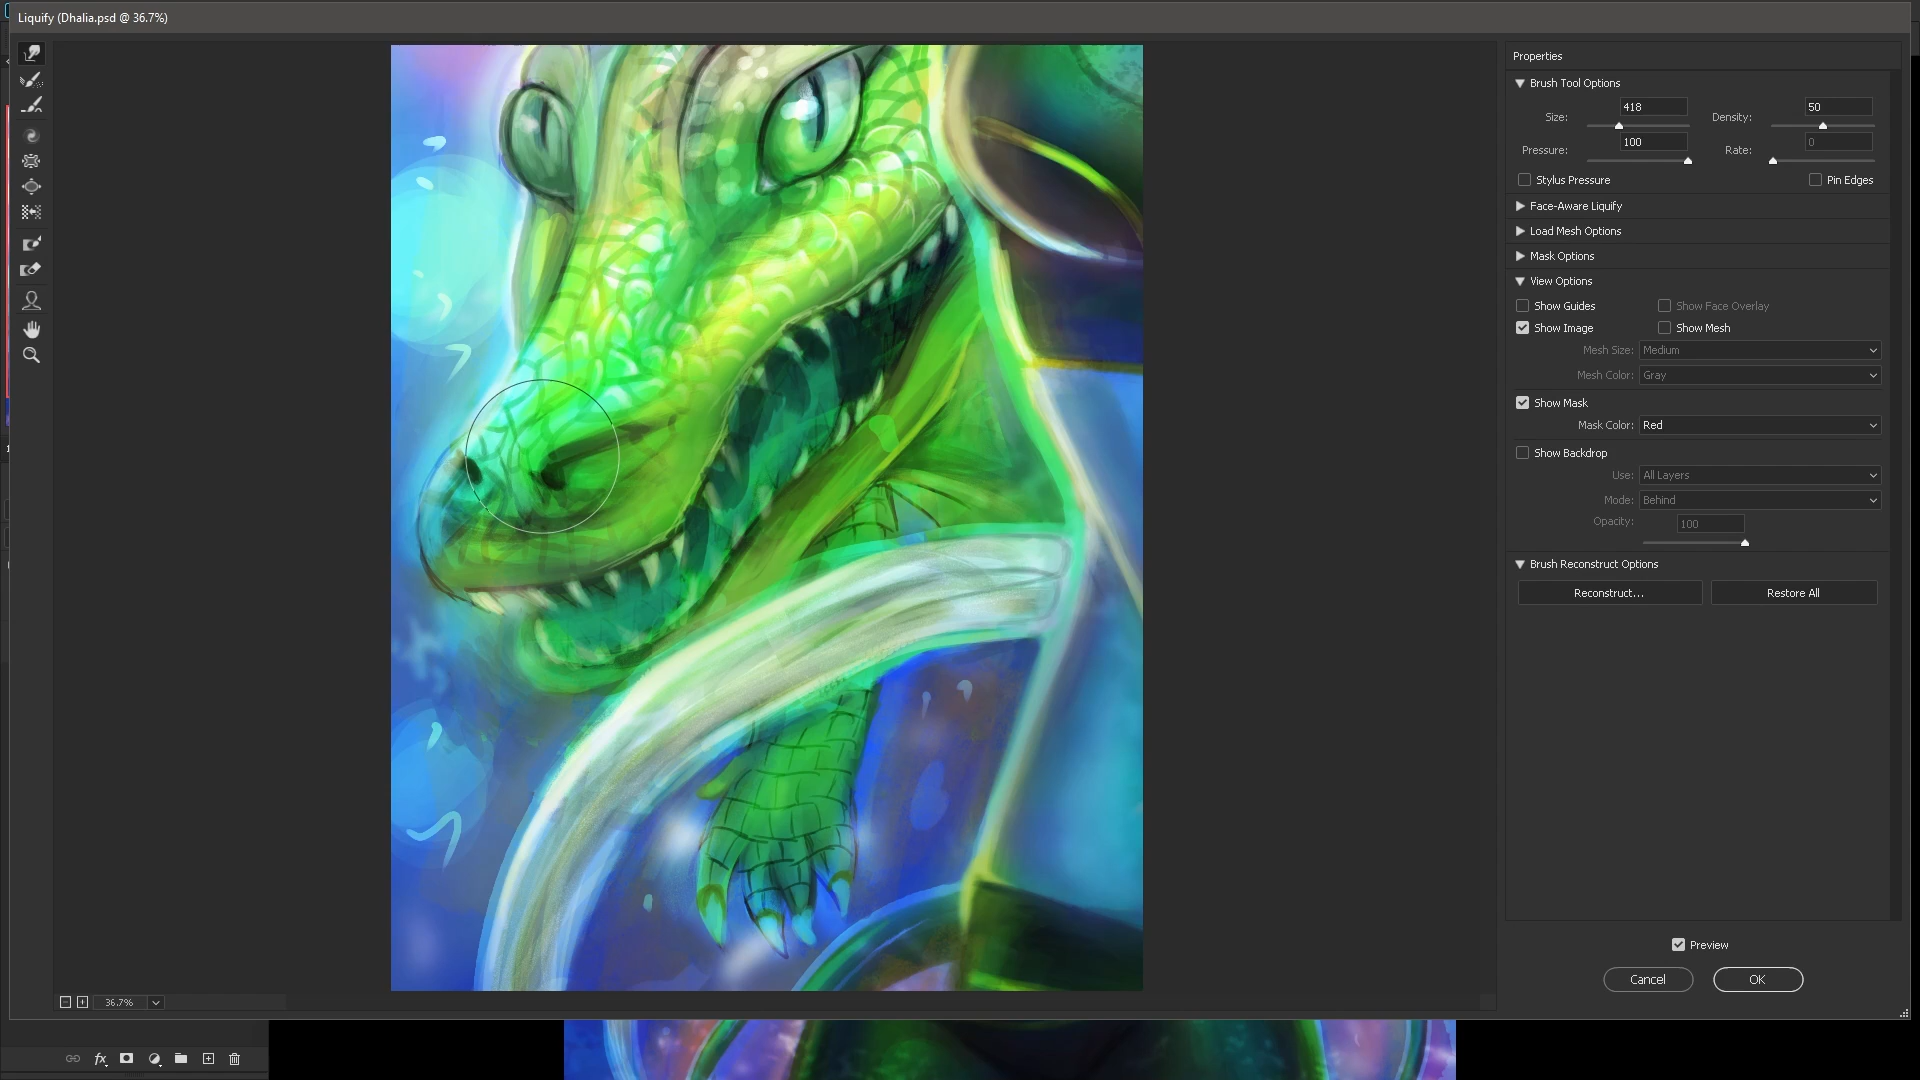 Liquify (Dhalia.psd @ 36.7%)
Properties
Brush Tool Options
Size: 418 Density: 50
Pressure: 100 Rate: 0
Stylus Pressure Pin Edges
Face-Aware Liquify
Load Mesh Options
Mask Options
View Options
Show Guides Show Face Overlay
Show Image Show Mesh
Mesh Size: Medium
Mesh Color: Gray
Show Mask
Mask Color: Red
Show Backdrop
Use: All Layers
Mode: Behind
Opacity: 100
Brush Reconstruct Options
Reconstruct... Restore All
Preview
Cancel OK
36.7%
fx